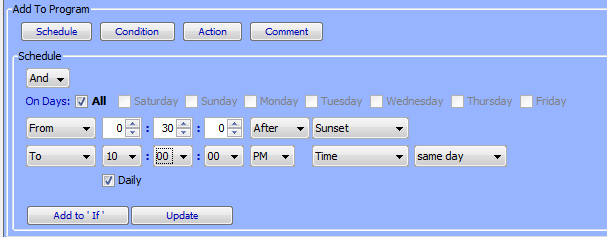 Add To Program
Schedule Condition Action Comment
Schedule
And
On Days: All Saturday Sunday Monday Tuesday Wednesday Thursday Friday
From 0 : 30 : 0 After Sunset
To 10 : 00 : 00 PM Time same day
Daily
Add to ' If ' Update